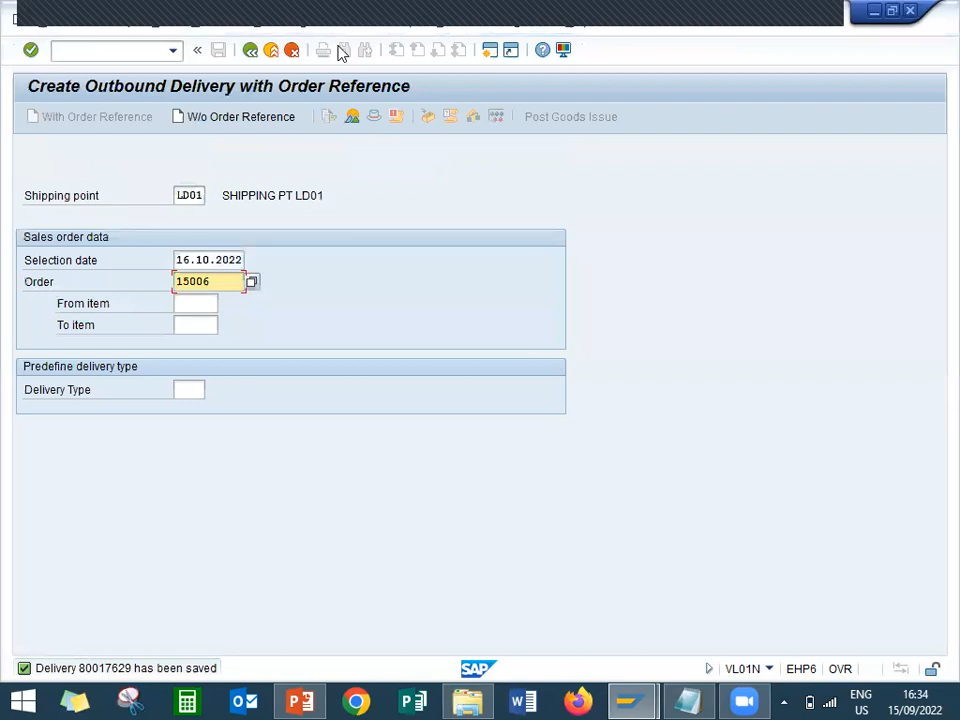 Create Outbound Delivery with Order Reference
With Order Reference W/o Order Reference Post Goods Issue
Shipping point LD01 SHIPPING PT LD01
Sales order data
Selection date 16.10.2022
Order 15006
From item
To item
Predefine delivery type
Delivery Type
Delivery 80017629 has been saved SAP VL01N EHP6 OVR
ENG 16:34
US 15/09/2022